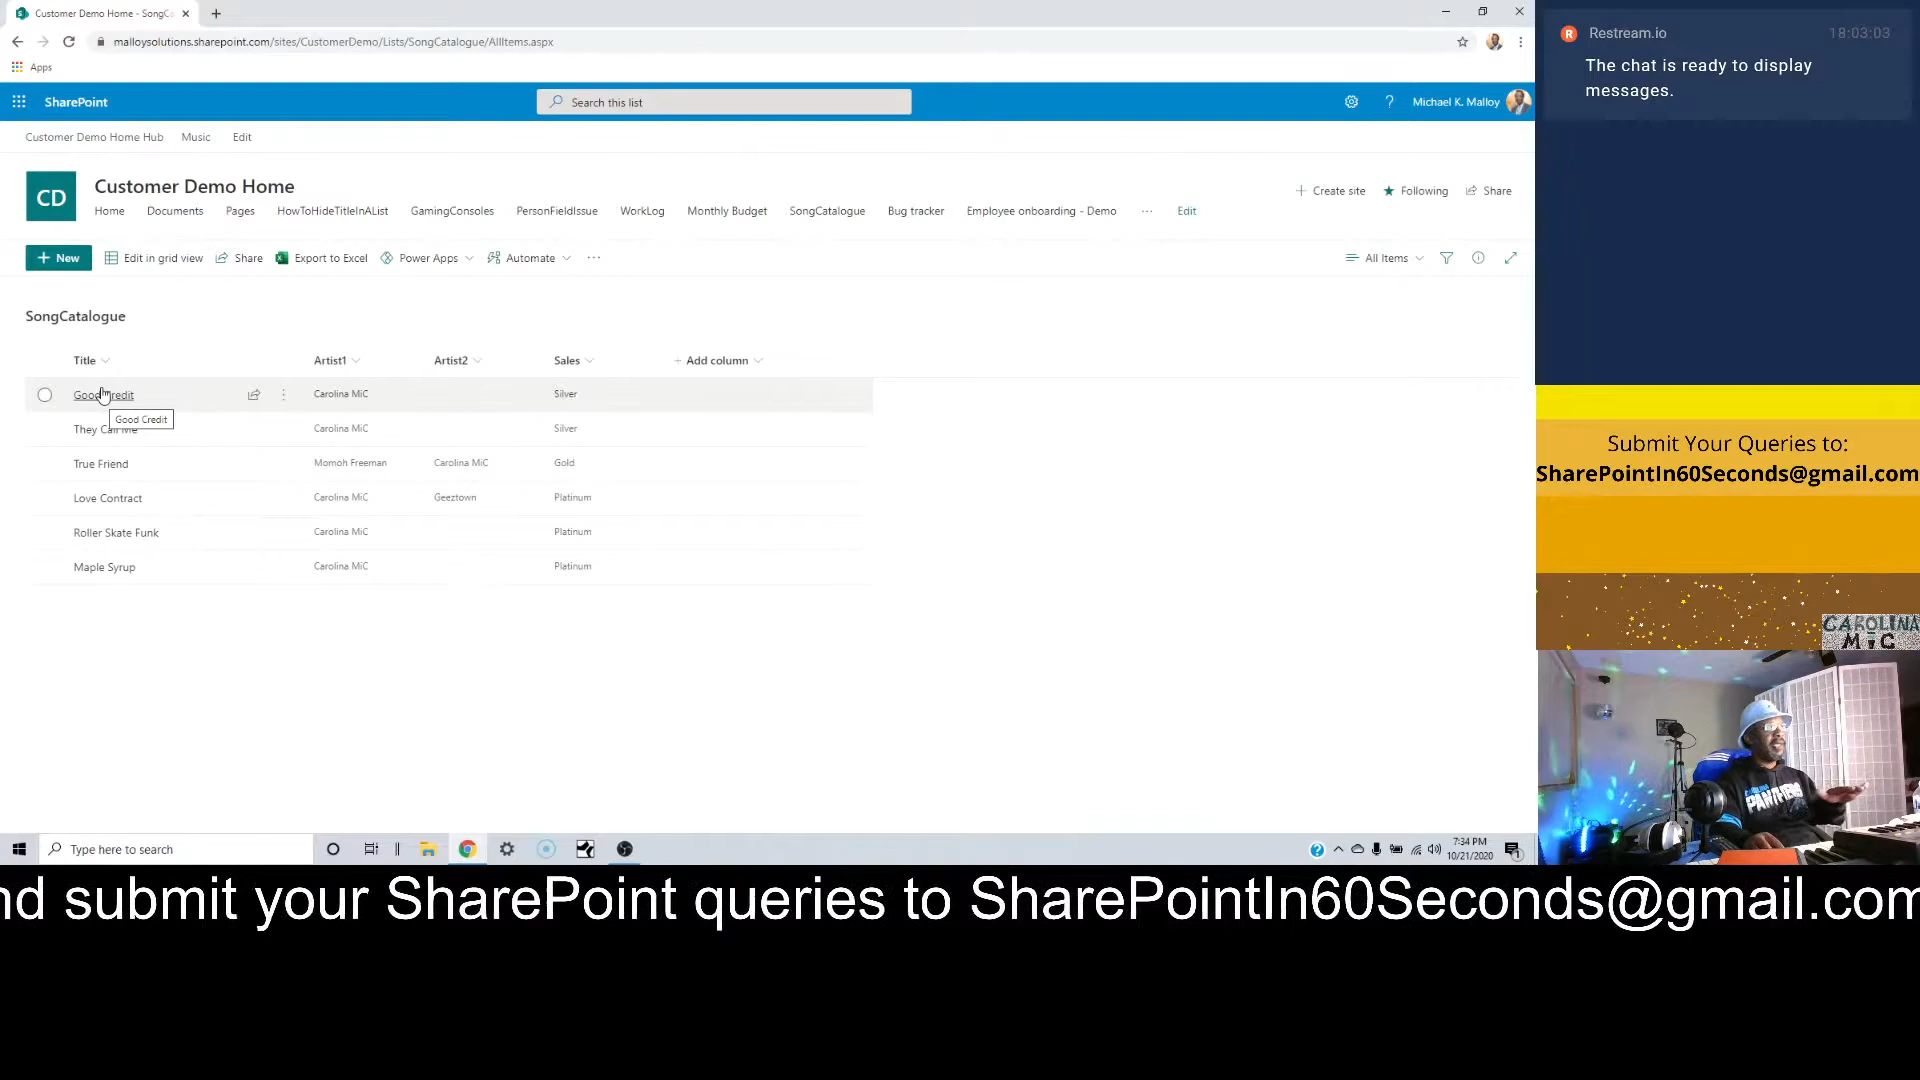 Customer Demo Home - SongCa
malloysolutions.sharepoint.com/sites/CustomerDemo/Lists/SongCatalogue/AllItems.aspx
Apps
SharePoint
Search this list
Michael K. Malloy
Customer Demo Home Hub Music Edit
CD
Customer Demo Home
Create site Following Share
Home Documents Pages HowToHideTitleInAList GamingConsoles PersonFieldIssue WorkLog Monthly Budget SongCatalogue Bug tracker Employee onboarding - Demo ··· Edit
+ New Edit in grid view Share Export to Excel Power Apps Automate ··· All Items
SongCatalogue
Title Artist1 Artist2 Sales + Add column
Good Credit Carolina MiC Silver
Good Credit
They Call Me Carolina MiC Silver
True Friend Momoh Freeman Carolina MiC Gold
Love Contract Carolina MiC Geeztown Platinum
Roller Skate Funk Carolina MiC Platinum
Maple Syrup Carolina MiC Platinum
Type here to search
7:34 PM
10/21/2020
R Restream.io 18:03:03
The chat is ready to display
messages.
Submit Your Queries to:
SharePointIn60Seconds@gmail.com
CAROLINA
MiC
PANTHERS
nd submit your SharePoint queries to SharePointIn60Seconds@gmail.com